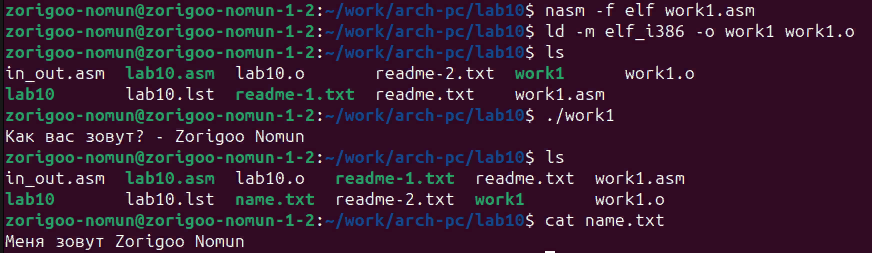 zorigoo-nomun@zorigoo-nomun-1-2:~/work/arch-pc/lab10$ nasm -f elf work1.asm
zorigoo-nomun@zorigoo-nomun-1-2:~/work/arch-pc/lab10$ ld -m elf_i386 -o work1 work1.o
zorigoo-nomun@zorigoo-nomun-1-2:~/work/arch-pc/lab10$ ls
in_out.asm  lab10.asm  lab10.o       readme-2.txt  work1      work1.o
lab10       lab10.lst  readme-1.txt  readme.txt    work1.asm
zorigoo-nomun@zorigoo-nomun-1-2:~/work/arch-pc/lab10$ ./work1
Как вас зовут? - Zorigoo Nomun
zorigoo-nomun@zorigoo-nomun-1-2:~/work/arch-pc/lab10$ ls
in_out.asm  lab10.asm  lab10.o   readme-1.txt  readme.txt  work1.asm
lab10       lab10.lst  name.txt  readme-2.txt  work1       work1.o
zorigoo-nomun@zorigoo-nomun-1-2:~/work/arch-pc/lab10$ cat name.txt
Меня зовут Zorigoo Nomun